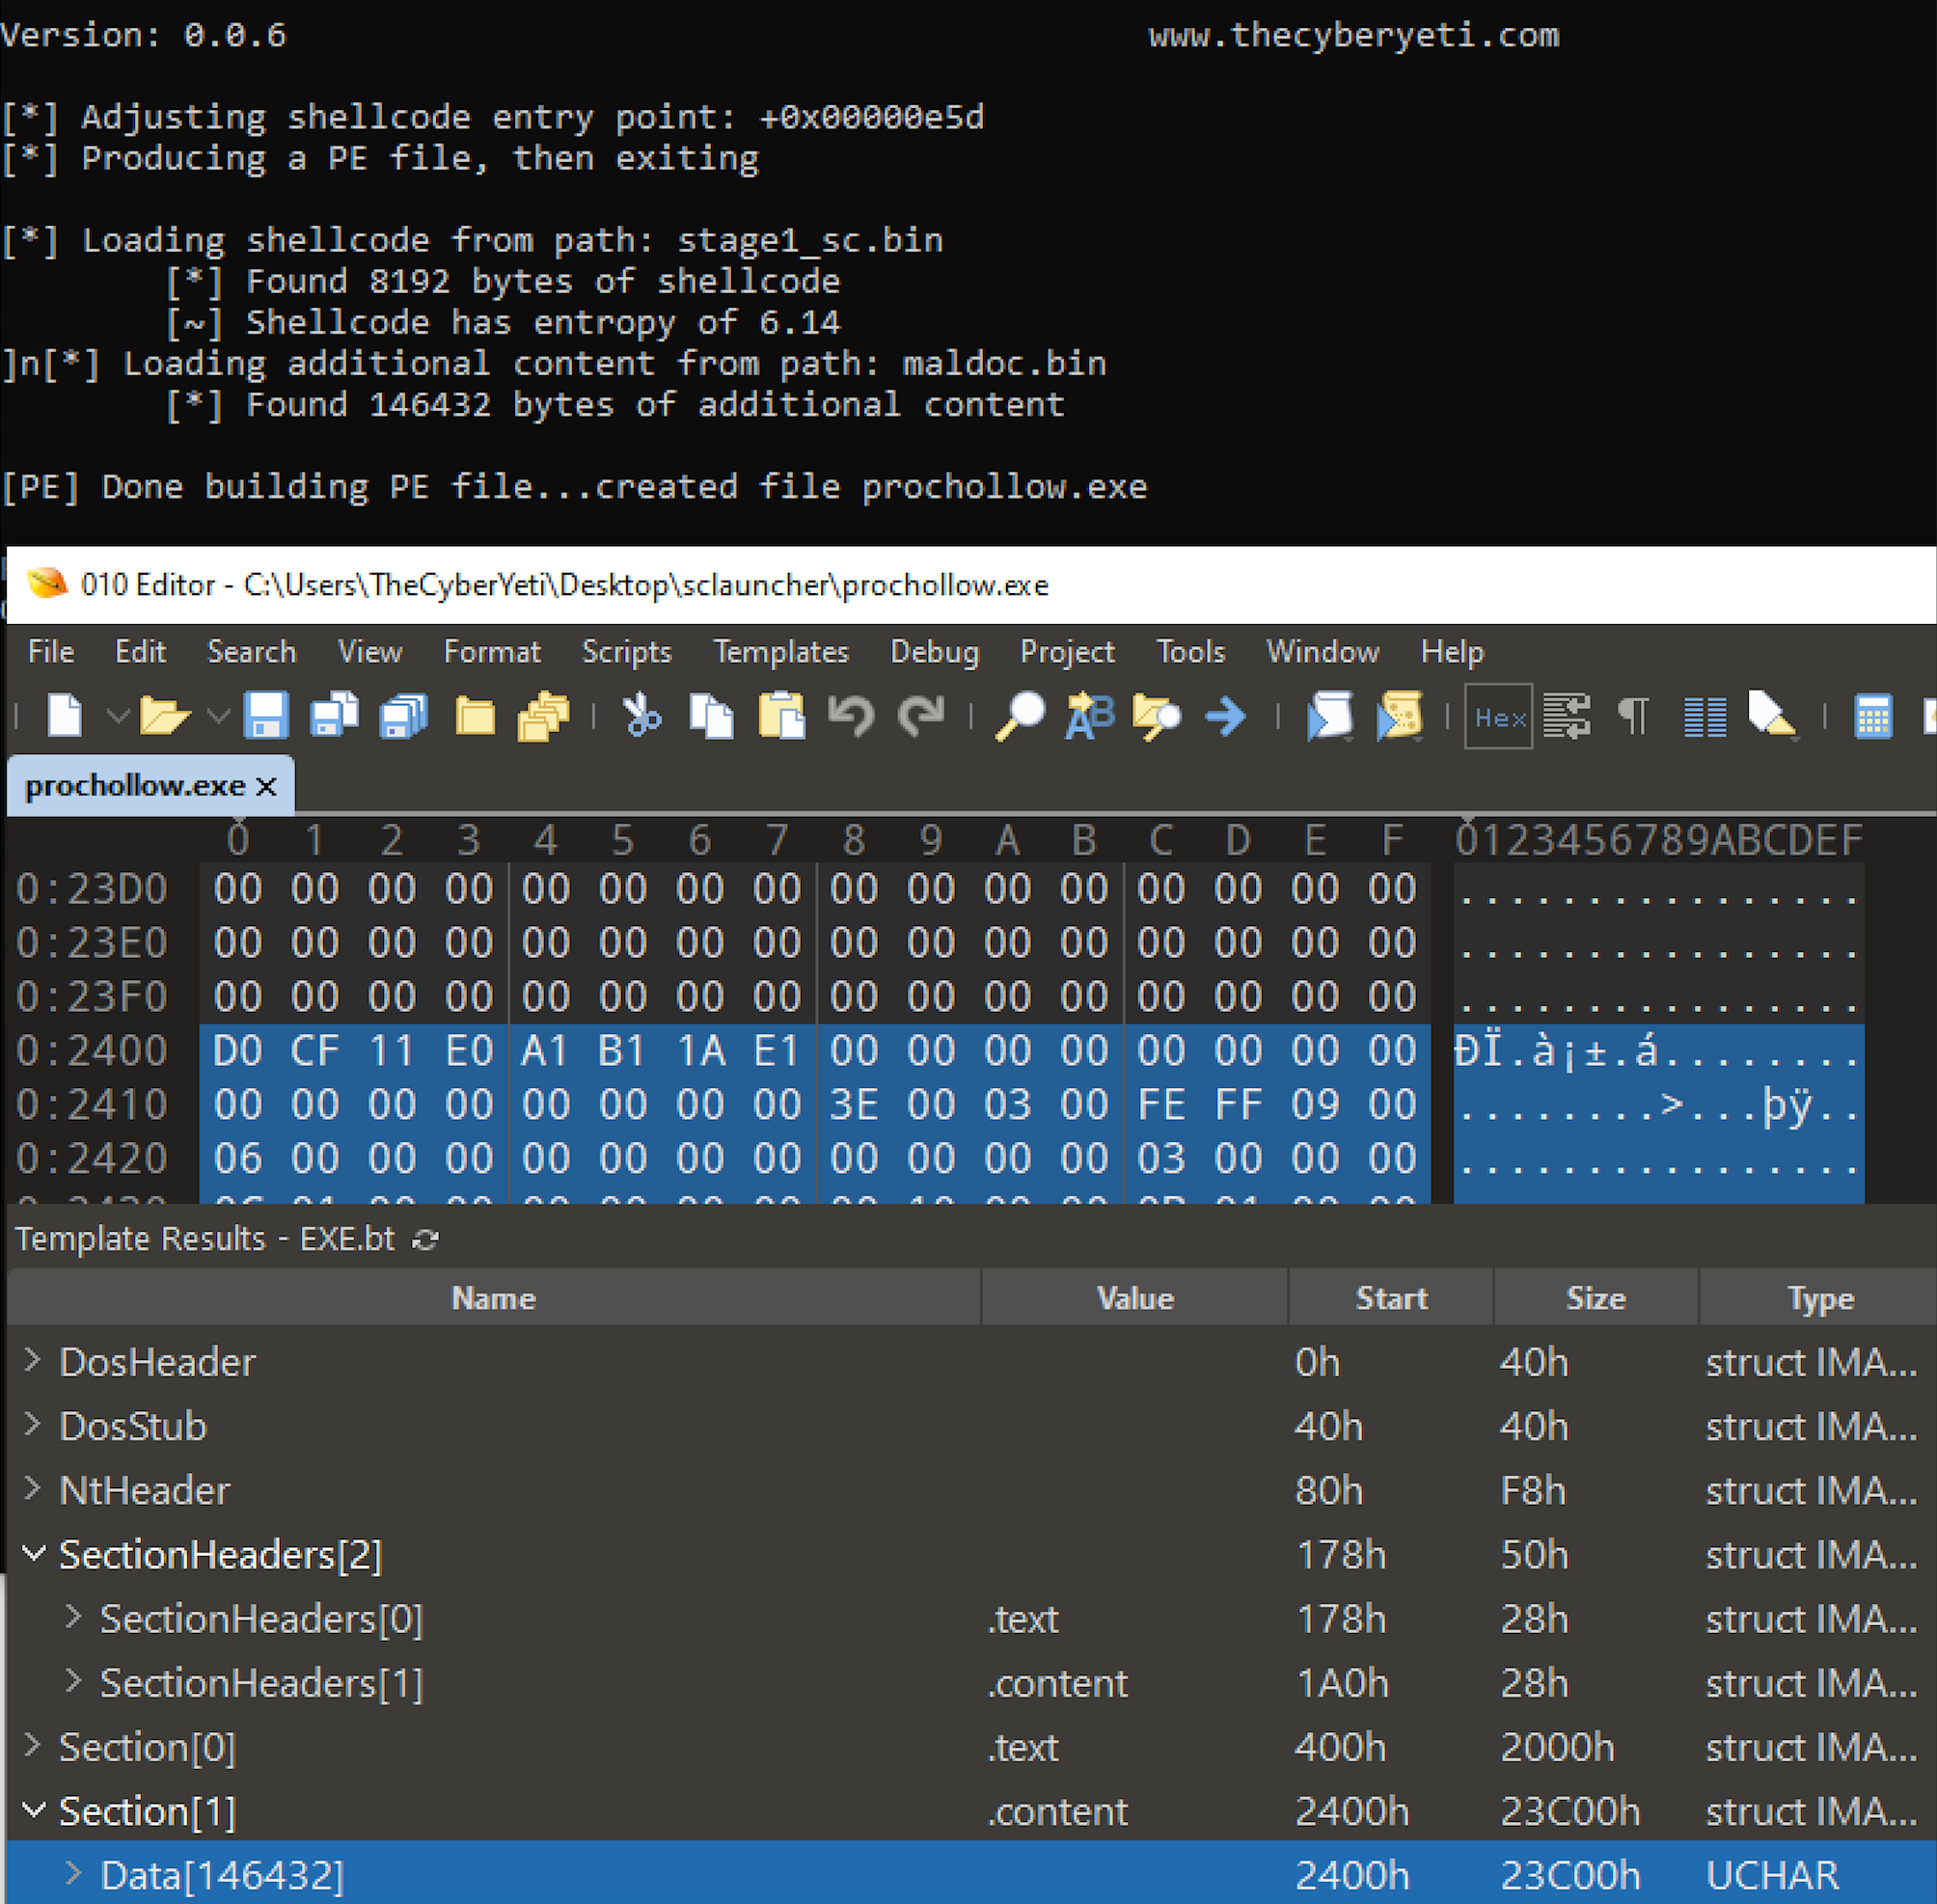 Version: 0.0.6 www.thecyberyeti.com
[*] Adjusting shellcode entry point: +0x00000e5d
[*] Producing a PE file, then exiting
[*] Loading shellcode from path: stage1_sc.bin
[*] Found 8192 bytes of shellcode
[~] Shellcode has entropy of 6.14
]n[*] Loading additional content from path: maldoc.bin
[*] Found 146432 bytes of additional content
[PE] Done building PE file...created file prochollow.exe
010 Editor - C:\Users\TheCyberYeti\Desktop\sclauncher\prochollow.exe
File Edit Search View Format Scripts Templates Debug Project Tools Window Help
Hex
prochollow.exe ×
0 1 2 3 4 5 6 7 8 9 A B C D E F 0123456789ABCDEF
0:23D0 00 00 00 00 00 00 00 00 00 00 00 00 00 00 00 00 ................
0:23E0 00 00 00 00 00 00 00 00 00 00 00 00 00 00 00 00 ................
0:23F0 00 00 00 00 00 00 00 00 00 00 00 00 00 00 00 00 ................
0:2400 D0 CF 11 E0 A1 B1 1A E1 00 00 00 00 00 00 00 00 ÐÏ.à¡±.á........
0:2410 00 00 00 00 00 00 00 00 3E 00 03 00 FE FF 09 00 ........>...þÿ..
0:2420 06 00 00 00 00 00 00 00 00 00 00 00 03 00 00 00 ................
Template Results - EXE.bt
Name Value Start Size Type
DosHeader 0h 40h struct IMA...
DosStub 40h 40h struct IMA...
NtHeader 80h F8h struct IMA...
SectionHeaders[2] 178h 50h struct IMA...
SectionHeaders[0] .text 178h 28h struct IMA...
SectionHeaders[1] .content 1A0h 28h struct IMA...
Section[0] .text 400h 2000h struct IMA...
Section[1] .content 2400h 23C00h struct IMA...
Data[146432] 2400h 23C00h UCHAR